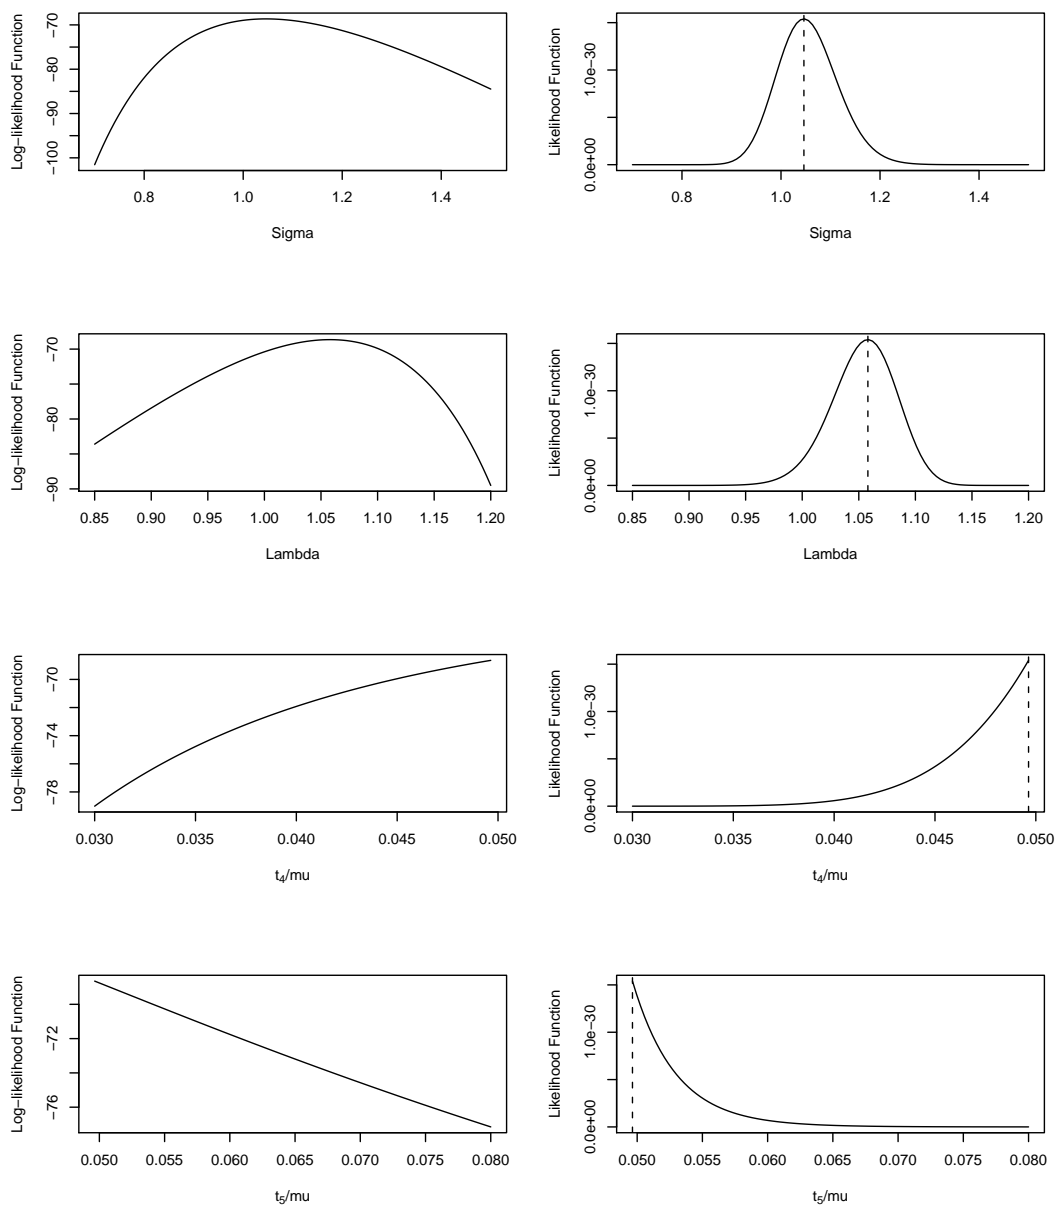 Log−likelihood Function
−100 −90 −80 −70
0.8 1.0 1.2 1.4
Sigma
Likelihood Function
0.0e+00 1.0e−30
0.8 1.0 1.2 1.4
Sigma
Log−likelihood Function
−90 −80 −70
0.85 0.90 0.95 1.00 1.05 1.10 1.15 1.20
Lambda
Likelihood Function
0.0e+00 1.0e−30
0.85 0.90 0.95 1.00 1.05 1.10 1.15 1.20
Lambda
Log−likelihood Function
−78 −74 −70
0.030 0.035 0.040 0.045 0.050
t₄/mu
Likelihood Function
0.0e+00 1.0e−30
0.030 0.035 0.040 0.045 0.050
t₄/mu
Log−likelihood Function
−76 −72
0.050 0.055 0.060 0.065 0.070 0.075 0.080
t₅/mu
Likelihood Function
0.0e+00 1.0e−30
0.050 0.055 0.060 0.065 0.070 0.075 0.080
t₅/mu